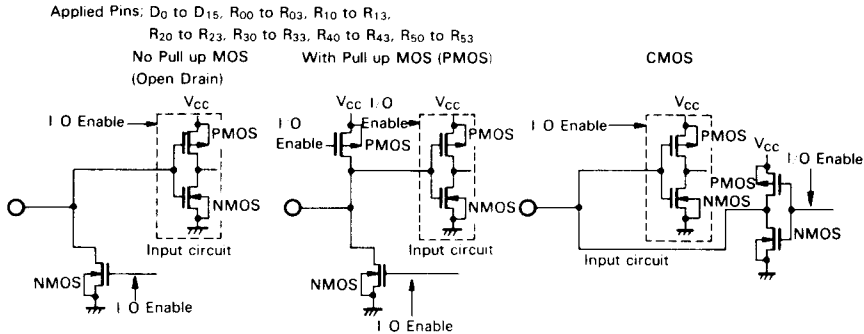 Applied Pins; D0 to D15, R00 to R03, R10 to R13,
R20 to R23, R30 to R33, R40 to R43, R50 to R53
No Pull up MOS
(Open Drain)
With Pull up MOS (PMOS)
CMOS
I/O Enable
VCC
PMOS
NMOS
Input circuit
NMOS
I/O Enable
VCC
I/O
Enable
PMOS
I/O
Enable
VCC
PMOS
NMOS
Input circuit
NMOS
I/O Enable
I/O Enable
VCC
PMOS
NMOS
Input circuit
VCC
I/O Enable
PMOS
NMOS